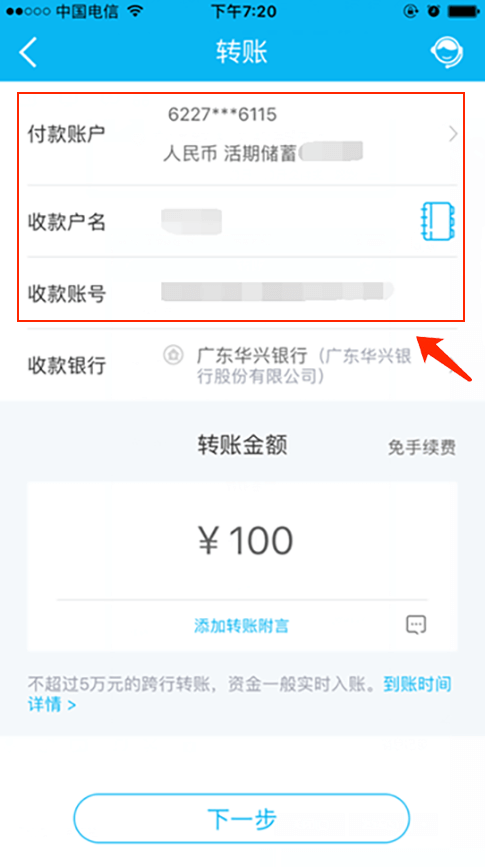 中国电信 下午7:20
转账
付款账户
6227***6115
人民币 活期储蓄
收款户名
收款账号
收款银行
广东华兴银行（广东华兴银
行股份有限公司）
转账金额 免手续费
￥100
添加转账附言
不超过5万元的跨行转账，资金一般实时入账。到账时间
详情 >
下一步